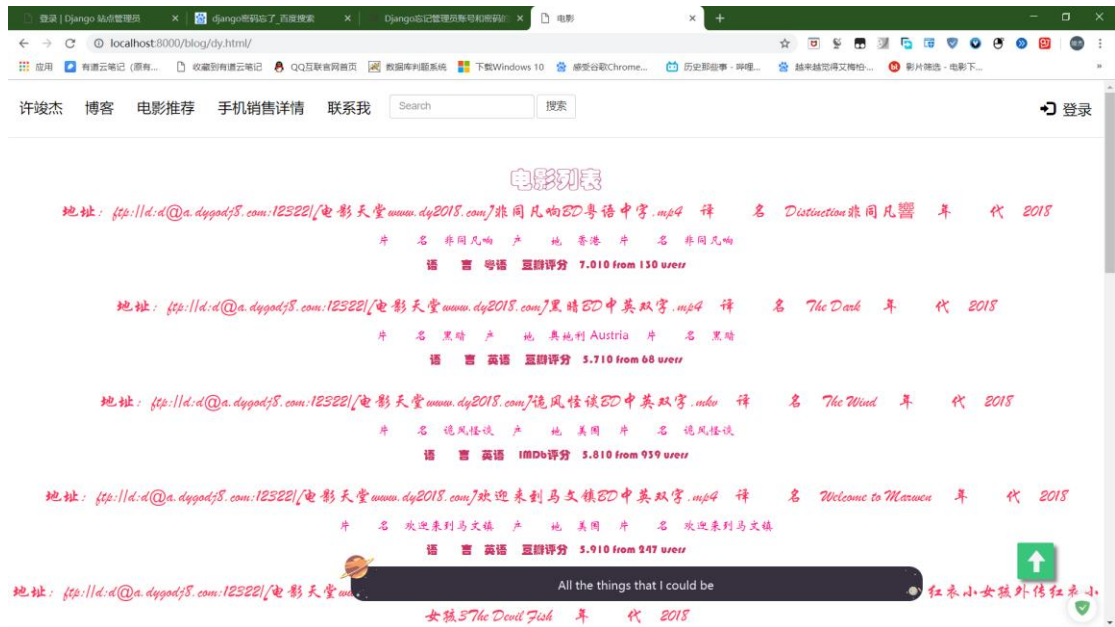 登录 | Django 站点管理员
django密码忘了_百度搜索
Django忘记管理员账号和密码的
电影
localhost:8000/blog/dy.html/
应用 有道云笔记 (原有... 收藏到有道云笔记 QQ互联官网首页 数据库判题系统 下载Windows 10 感受谷歌Chrome... 历史那些事 - 哔哩... 越来越觉得艾梅柏... 影片筛选 - 电影下...
许竣杰 博客 电影推荐 手机销售详情 联系我 Search 搜索 登录
电影列表
地址: ftp://d:d@a.dygodj8.com:12322/[电影天堂www.dy2018.com]非同凡响BD粤语中字.mp4 译 名 Distinction非同凡響 年 代 2018
片 名 非同凡响 产 地 香港 片 名 非同凡响
语 言 粤语 豆瓣评分 7.010 from 130 users
地址: ftp://d:d@a.dygodj8.com:12322/[电影天堂www.dy2018.com]黑暗BD中英双字.mp4 译 名 The Dark 年 代 2018
片 名 黑暗 产 地 奥地利 Austria 片 名 黑暗
语 言 英语 豆瓣评分 5.710 from 68 users
地址: ftp://d:d@a.dygodj8.com:12322/[电影天堂www.dy2018.com]诡风怪谈BD中英双字.mkv 译 名 The Wind 年 代 2018
片 名 诡风怪谈 产 地 美国 片 名 诡风怪谈
语 言 英语 IMDb评分 5.810 from 939 users
地址: ftp://d:d@a.dygodj8.com:12322/[电影天堂www.dy2018.com]欢迎来到马文镇BD中英双字.mp4 译 名 Welcome to Marwen 年 代 2018
片 名 欢迎来到马文镇 产 地 美国 片 名 欢迎来到马文镇
语 言 英语 豆瓣评分 5.910 from 247 users
All the things that I could be
地址: ftp://d:d@a.dygodj8.com:12322/[电影天堂 红衣小女孩外传红衣小
女孩3The Devil Fish 年 代 2018